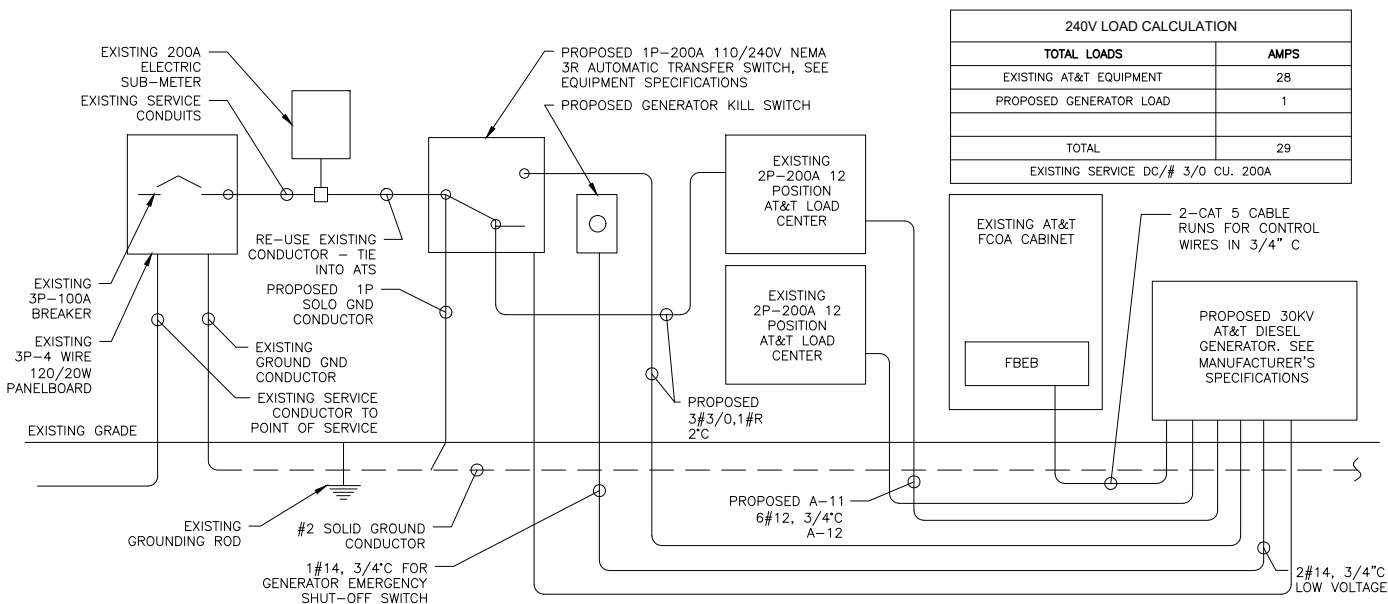 EXISTING 200A
ELECTRIC
SUB-METER
EXISTING SERVICE
CONDUITS
PROPOSED 1P-200A 110/240V NEMA
3R AUTOMATIC TRANSFER SWITCH, SEE
EQUIPMENT SPECIFICATIONS
PROPOSED GENERATOR KILL SWITCH
240V LOAD CALCULATION
TOTAL LOADS AMPS
EXISTING AT&T EQUIPMENT 28
PROPOSED GENERATOR LOAD 1
TOTAL 29
EXISTING SERVICE DC/# 3/0 CU. 200A
EXISTING
2P-200A 12
POSITION
AT&T LOAD
CENTER
EXISTING
2P-200A 12
POSITION
AT&T LOAD
CENTER
EXISTING AT&T
FCOA CABINET
FBEB
2-CAT 5 CABLE
RUNS FOR CONTROL
WIRES IN 3/4" C
PROPOSED 30KV
AT&T DIESEL
GENERATOR. SEE
MANUFACTURER'S
SPECIFICATIONS
RE-USE EXISTING
CONDUCTOR - TIE
INTO ATS
PROPOSED 1P
SOLO GND
CONDUCTOR
EXISTING
3P-100A
BREAKER
EXISTING
3P-4 WIRE
120/20W
PANELBOARD
EXISTING
GROUND GND
CONDUCTOR
EXISTING SERVICE
CONDUCTOR TO
POINT OF SERVICE
PROPOSED
3#3/0,1#R
2"C
EXISTING GRADE
EXISTING
GROUNDING ROD
#2 SOLID GROUND
CONDUCTOR
1#14, 3/4"C FOR
GENERATOR EMERGENCY
SHUT-OFF SWITCH
PROPOSED A-11
6#12, 3/4"C
A-12
2#14, 3/4"C
LOW VOLTAGE